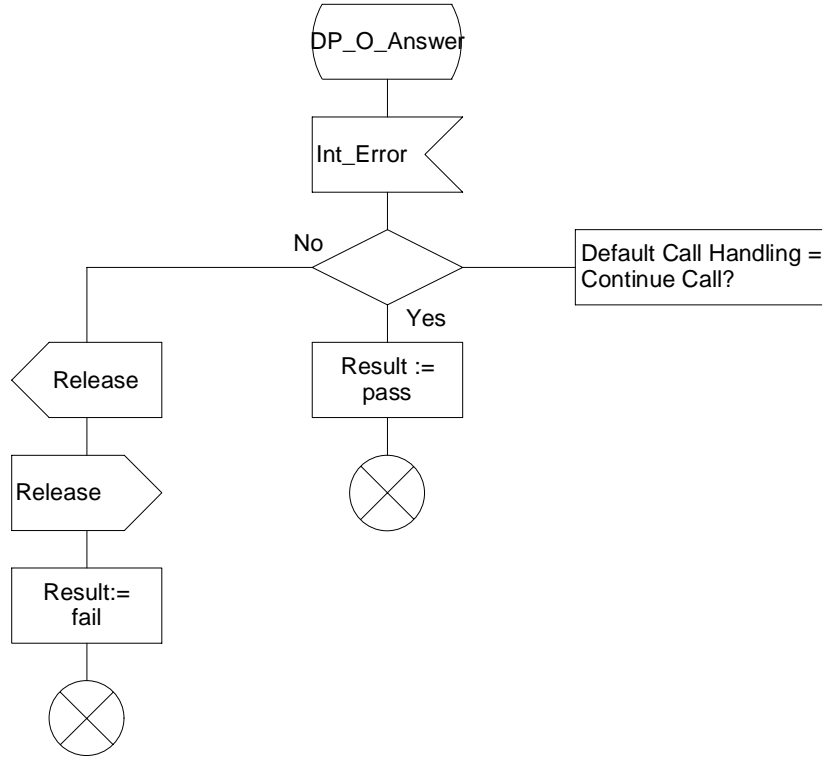 DP_O_Answer
Int_Error
No
Default Call Handling =
Continue Call?
Yes
Release
Result :=
pass
Release
Result:=
fail